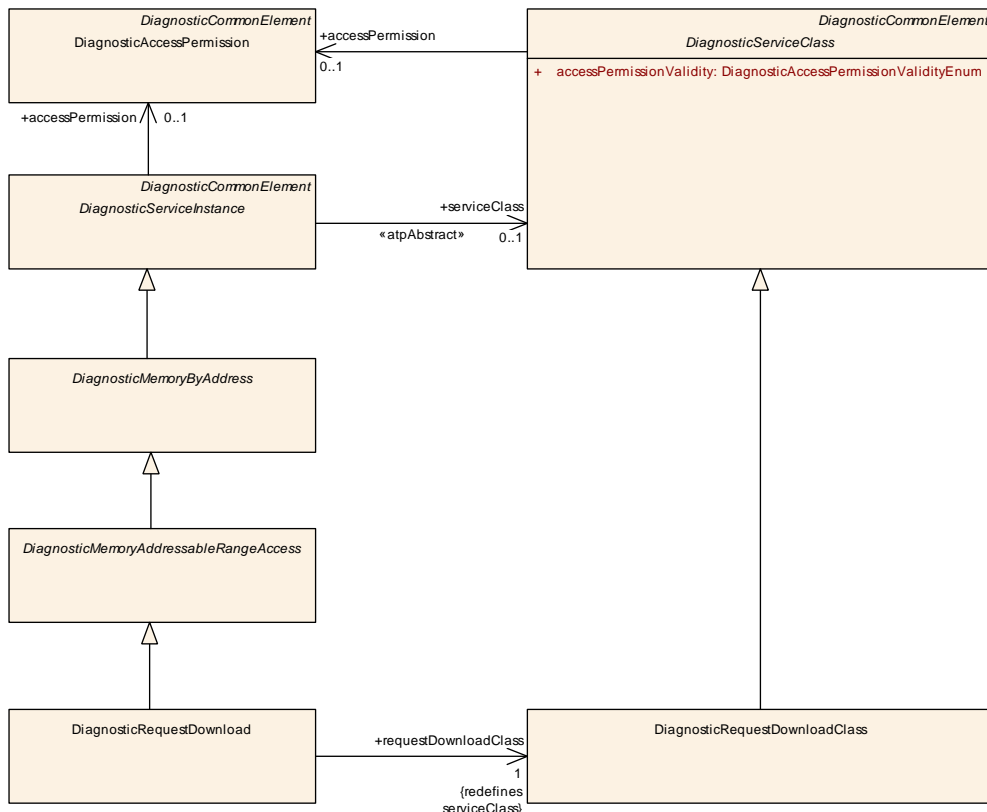 DiagnosticCommonElement
DiagnosticAccessPermission
DiagnosticCommonElement
DiagnosticServiceClass
+ accessPermissionValidity: DiagnosticAccessPermissionValidityEnum
+accessPermission
0..1
+accessPermission
0..1
DiagnosticCommonElement
DiagnosticServiceInstance
+serviceClass
«atpAbstract»
0..1
DiagnosticMemoryByAddress
DiagnosticMemoryAddressableRangeAccess
DiagnosticRequestDownload
+requestDownloadClass
1
{redefines
serviceClass}
DiagnosticRequestDownloadClass